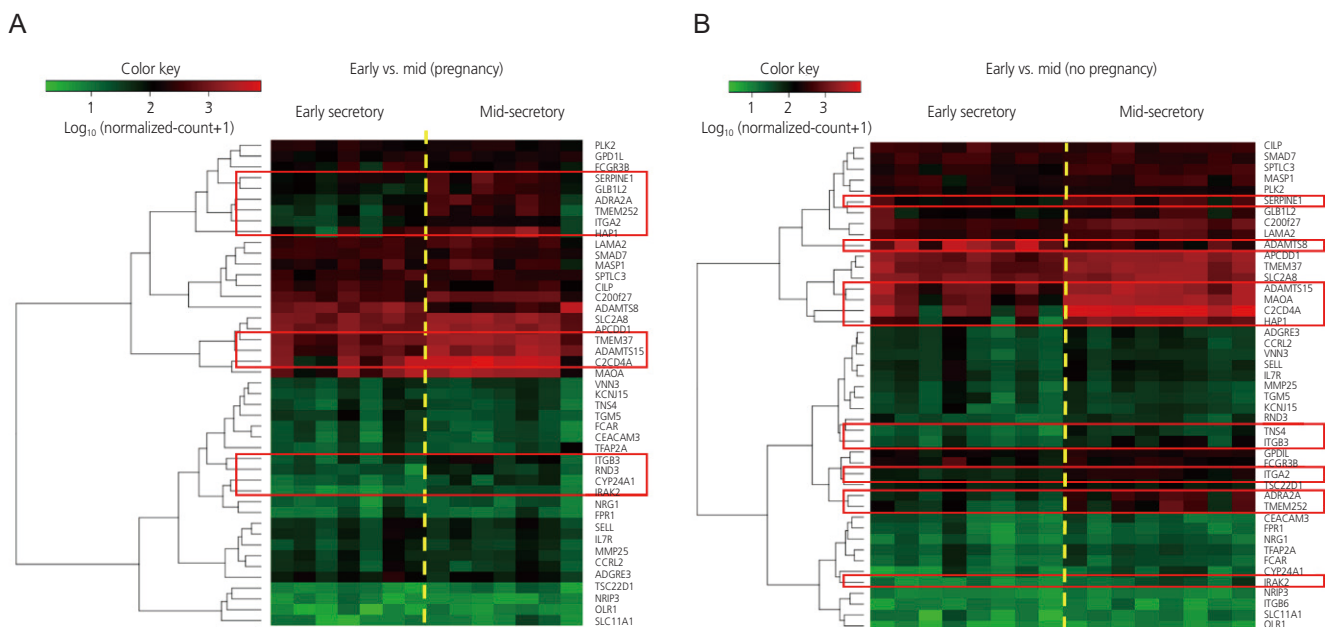 A
Color key
1 2 3
Log₁₀ (normalized-count+1)
Early vs. mid (pregnancy)
Early secretory
Mid-secretory
PLK2
GPD1L
FCGR3B
SERPINE1
GLB1L2
ADRA2A
TMEM252
ITGA2
HAP1
LAMA2
SMAD7
MASP1
SPTLC3
CILP
C200f27
ADAMTS8
SLC2A8
APCDD1
TMEM37
ADAMTS15
C2CD4A
MAOA
VNN3
KCNJ15
TNS4
TGM5
FCAR
CEACAM3
TFAP2A
ITGB3
RND3
CYP24A1
IRAK2
NRG1
FPR1
SELL
IL7R
MMP25
CCRL2
ADGRE3
TSC22D1
NRIP3
OLR1
SLC11A1
B
Color key
1 2 3
Log₁₀ (normalized-count+1)
Early vs. mid (no pregnancy)
Early secretory
Mid-secretory
CILP
SMAD7
SPTLC3
MASP1
PLK2
SERPINE1
GLB1L2
C200f27
LAMA2
ADAMTS8
APCDD1
TMEM37
SLC2A8
ADAMTS15
MAOA
C2CD4A
HAP1
ADGRE3
CCRL2
VNN3
SELL
IL7R
MMP25
TGM5
KCNJ15
RND3
TNS4
ITGB3
GPDIL
FCGR3B
ITGA2
TSC22D1
ADRA2A
TMEM252
CEACAM3
FPR1
NRG1
TFAP2A
FCAR
CYP24A1
IRAK2
NRIP3
ITGB6
SLC11A1
OLR1